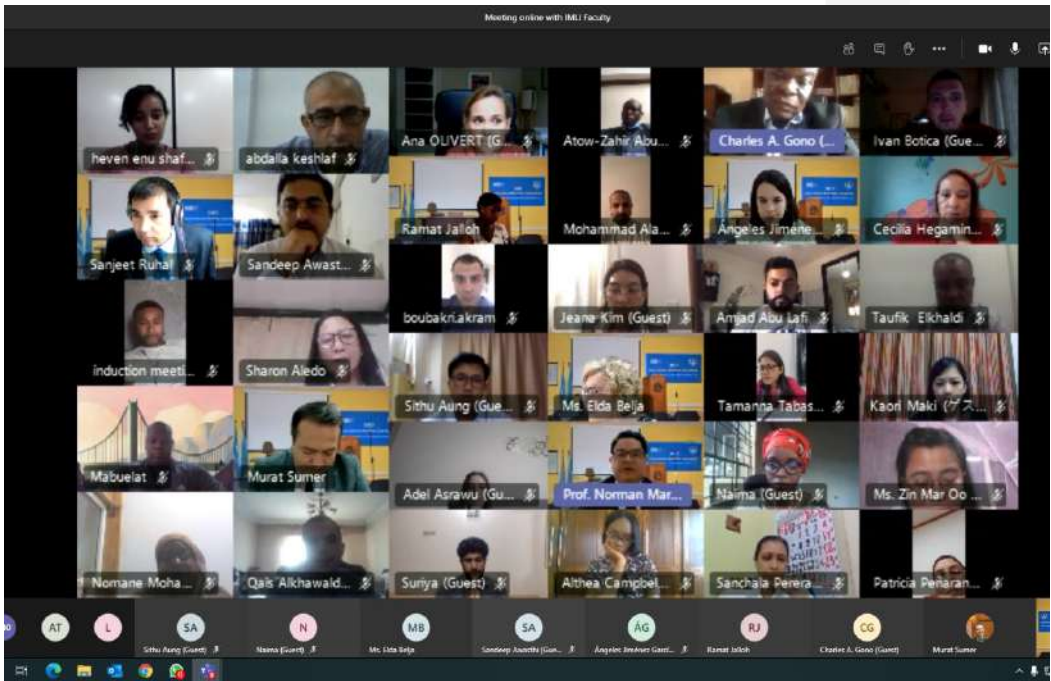 Meeting online with IMLI Faculty
heven enu shaf...
abdalla keshlaf
Ana OLIVERT (G...
Atow-Zahir Abu...
Charles A. Gono (...
Ivan Botica (Gue...
Sanjeet Ruhal
Sandeep Awast...
Ramat Jalloh
Mohammad Ala...
Ángeles Jiméne...
Cecilia Hegamin...
induction meeti...
Sharon Aledo
boubakri.akram
Jeana Kim (Guest)
Amjad Abu Lafi
Taufik Elkhaldi
Mabuelat
Murat Sumer
Sithu Aung (Gue...
Ms. Elda Belja
Tamanna Tabas...
Kaori Maki (ゲス...
Nomane Moha...
Qais Alkhawald...
Adel Asrawu (Gu...
Prof. Norman Mar...
Naima (Guest)
Ms. Zin Mar Oo ...
Suriya (Guest)
Althea Campbel...
Sanchala Perera...
Patricia Penaran...
AT
L
SA
N
MB
SA
ÁG
RJ
CG
Sithu Aung (Guest)
Naima (Guest)
Ms. Elda Belja
Sandeep Awasthi (Gue...
Ángeles Jiménez Garcí...
Ramat Jalloh
Charles A. Gono (Guest)
Murat Sumer